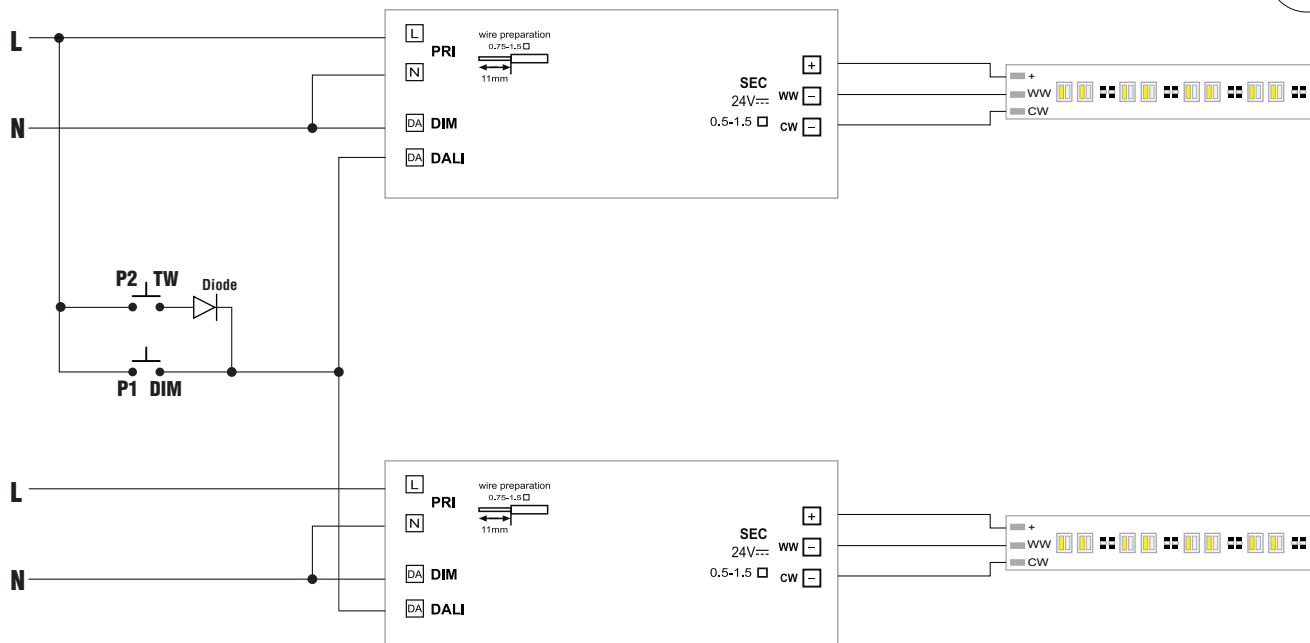 L
N
L
PRI
N
wire preparation
0.75-1.5
11mm
DA DIM
DA DALI
SEC
24V
0.5-1.5
+
WW −
CW −
+
WW
CW
P2 TW
Diode
P1 DIM
L
N
L
PRI
N
wire preparation
0.75-1.5
11mm
DA DIM
DA DALI
SEC
24V
0.5-1.5
+
WW −
CW −
+
WW
CW